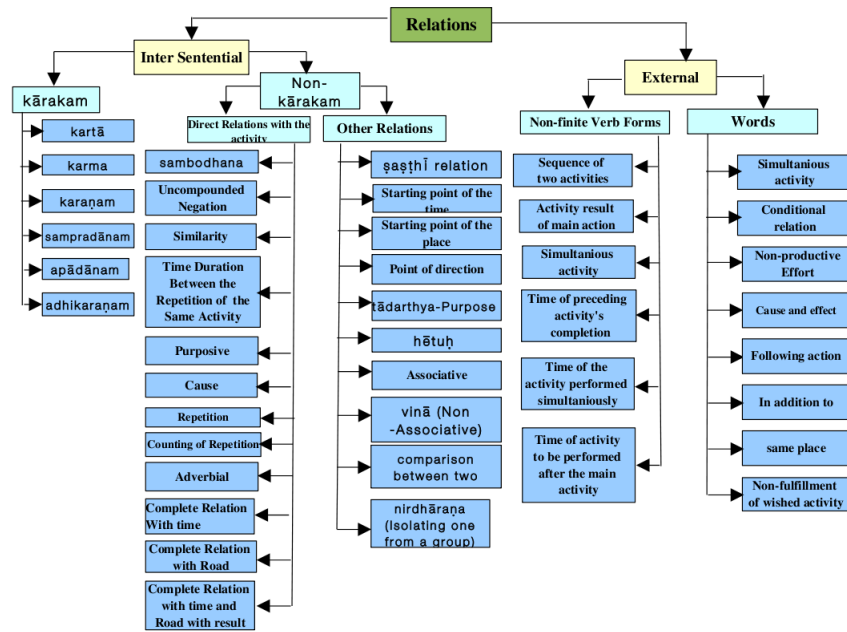 Relations
Inter Sentential
External
kārakam
Non-
kārakam
Non-finite Verb Forms
Words
Direct Relations with the
activity
Other Relations
kartā
karma
karaṇam
sampradānam
apādānam
adhikaraṇam
sambodhana
Uncompounded
Negation
Similarity
Time Duration
Between the
Repetition of the
Same Activity
Purposive
Cause
Repetition
Counting of Repetition
Adverbial
Complete Relation
With time
Complete Relation
with Road
Complete Relation
with time and
Road with result
ṣaṣṭhī relation
Starting point of the
time
Starting point of the
place
Point of direction
tādarthya-Purpose
hētuḥ
Associative
vinā (Non
-Associative)
comparison
between two
nirdhāraṇa
(Isolating one
from a group)
Sequence of
two activities
Activity result
of main action
Simultanious
activity
Time of preceding
activity's
completion
Time of the
activity performed
simultaniously
Time of activity
to be performed
after the main
activity
Simultanious
activity
Conditional
relation
Non-productive
Effort
Cause and effect
Following action
In addition to
same place
Non-fulfillment
of wished activity